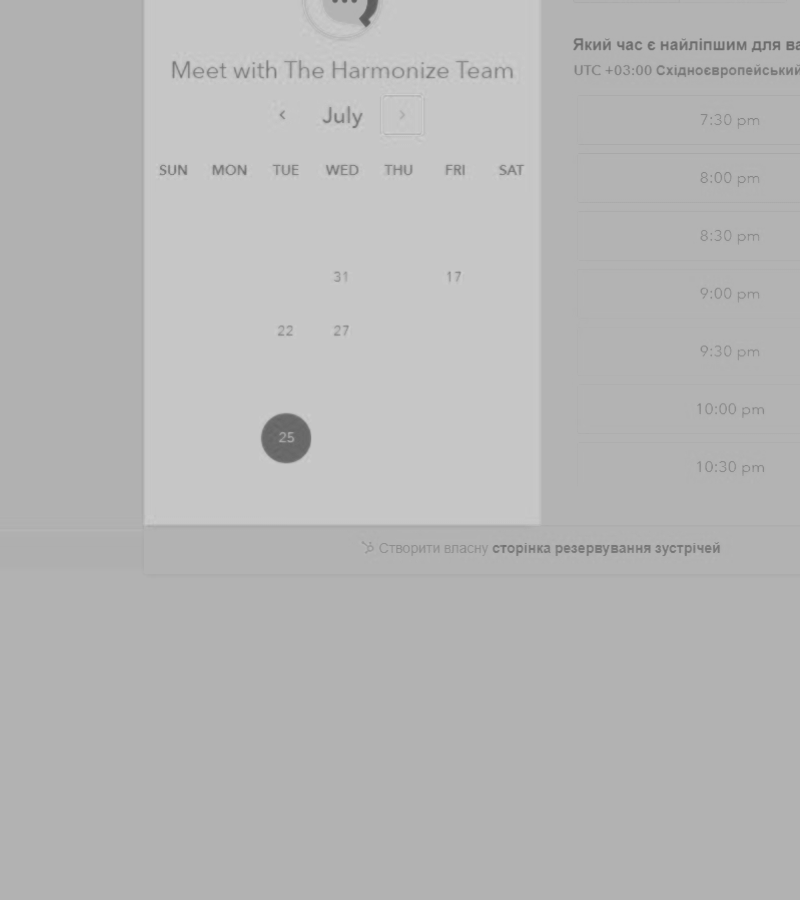 Meet with The Harmonize Team
July
SUN MON TUE WED THU FRI SAT
31 17
22 27
25
Який час є найліпшим для ва
UTC +03:00 Східноєвропейський
7:30 pm
8:00 pm
8:30 pm
9:00 pm
9:30 pm
10:00 pm
10:30 pm
Створити власну сторінка резервування зустрічей